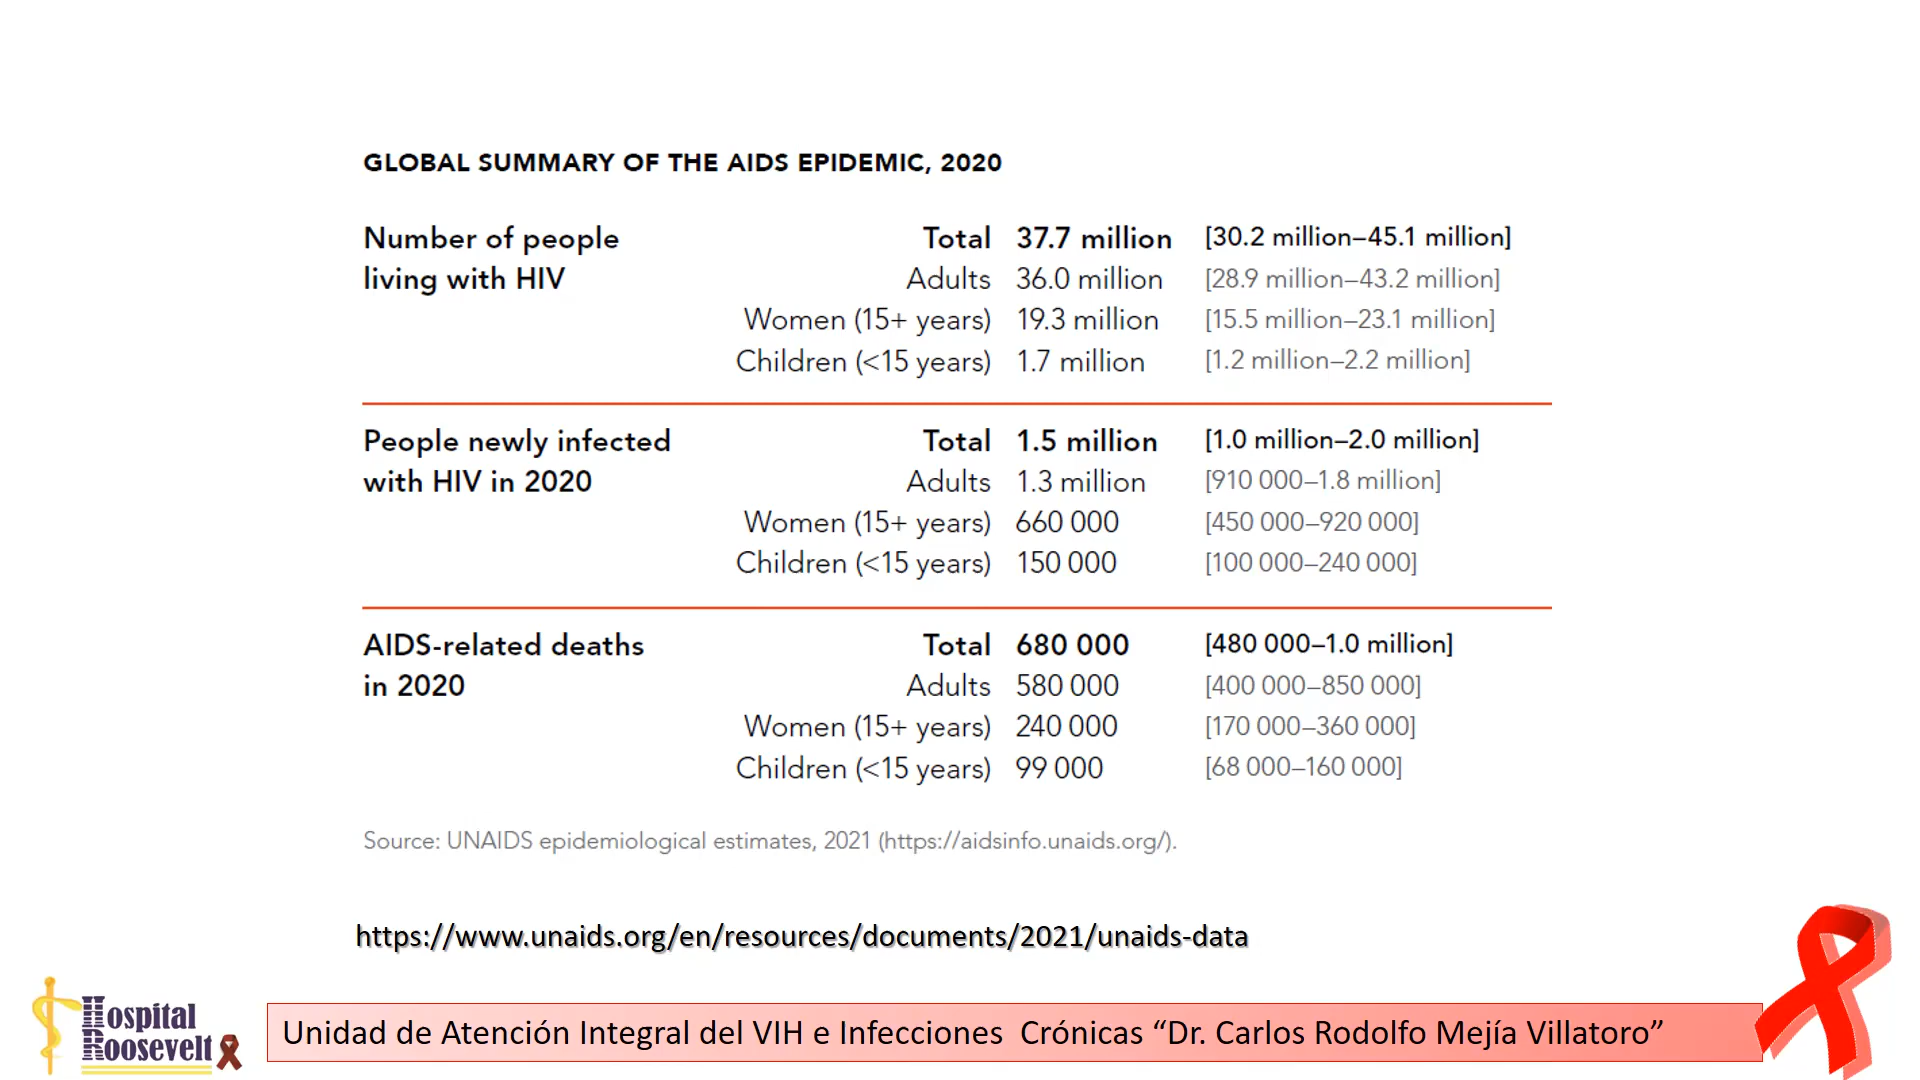 GLOBAL SUMMARY OF THE AIDS EPIDEMIC, 2020
Number of people Total 37.7 million [30.2 million–45.1 million]
living with HIV Adults 36.0 million [28.9 million–43.2 million]
Women (15+ years) 19.3 million [15.5 million–23.1 million]
Children (<15 years) 1.7 million [1.2 million–2.2 million]
People newly infected Total 1.5 million [1.0 million–2.0 million]
with HIV in 2020 Adults 1.3 million [910 000–1.8 million]
Women (15+ years) 660 000 [450 000–920 000]
Children (<15 years) 150 000 [100 000–240 000]
AIDS-related deaths Total 680 000 [480 000–1.0 million]
in 2020 Adults 580 000 [400 000–850 000]
Women (15+ years) 240 000 [170 000–360 000]
Children (<15 years) 99 000 [68 000–160 000]
Source: UNAIDS epidemiological estimates, 2021 (https://aidsinfo.unaids.org/).
https://www.unaids.org/en/resources/documents/2021/unaids-data
Hospital
Roosevelt
Unidad de Atención Integral del VIH e Infecciones Crónicas “Dr. Carlos Rodolfo Mejía Villatoro”